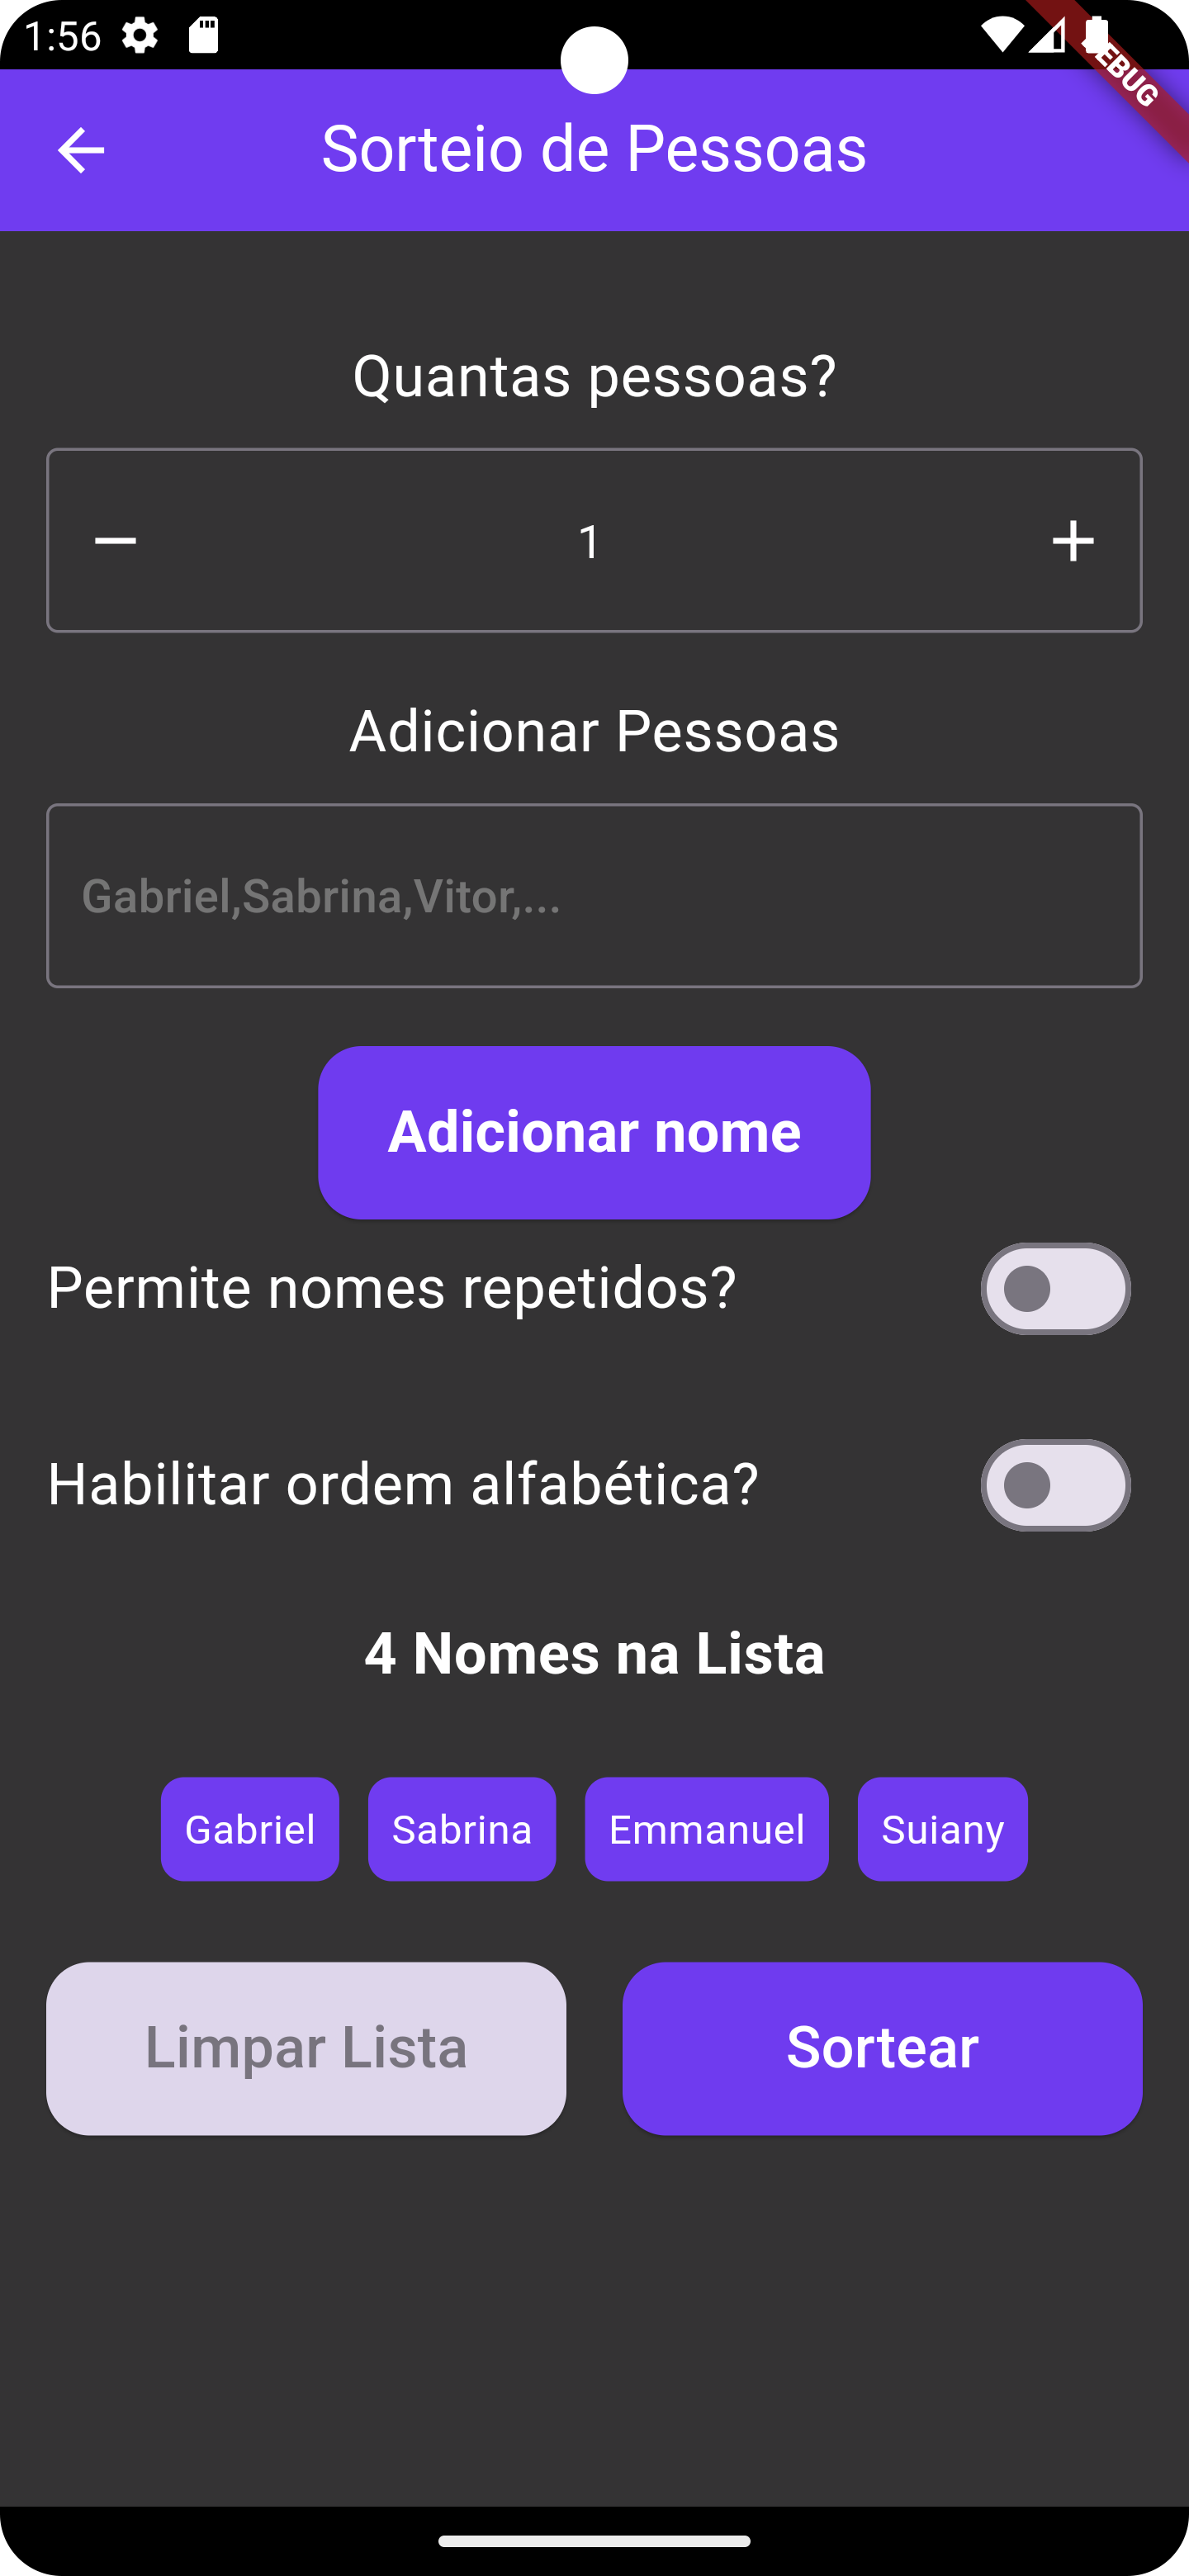 1:56
DEBUG
Sorteio de Pessoas
Quantas pessoas?
1
Adicionar Pessoas
Gabriel,Sabrina,Vitor,...
Adicionar nome
Permite nomes repetidos?
Habilitar ordem alfabética?
4 Nomes na Lista
Gabriel Sabrina Emmanuel Suiany
Limpar Lista Sortear